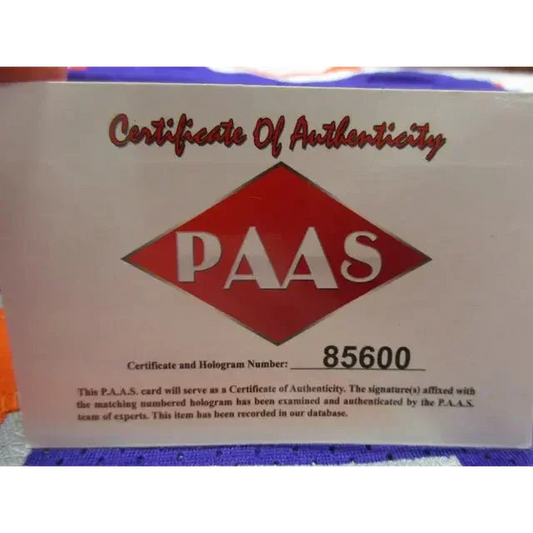 Certificate Of Authenticity
PAAS
Certificate and Hologram Number: 85600
This P.A.A.S. card will serve as a Certificate of Authenticity. The signature(s) affixed with
the matching numbered hologram has been examined and authenticated by the P.A.A.S.
team of experts. This item has been recorded in our database.